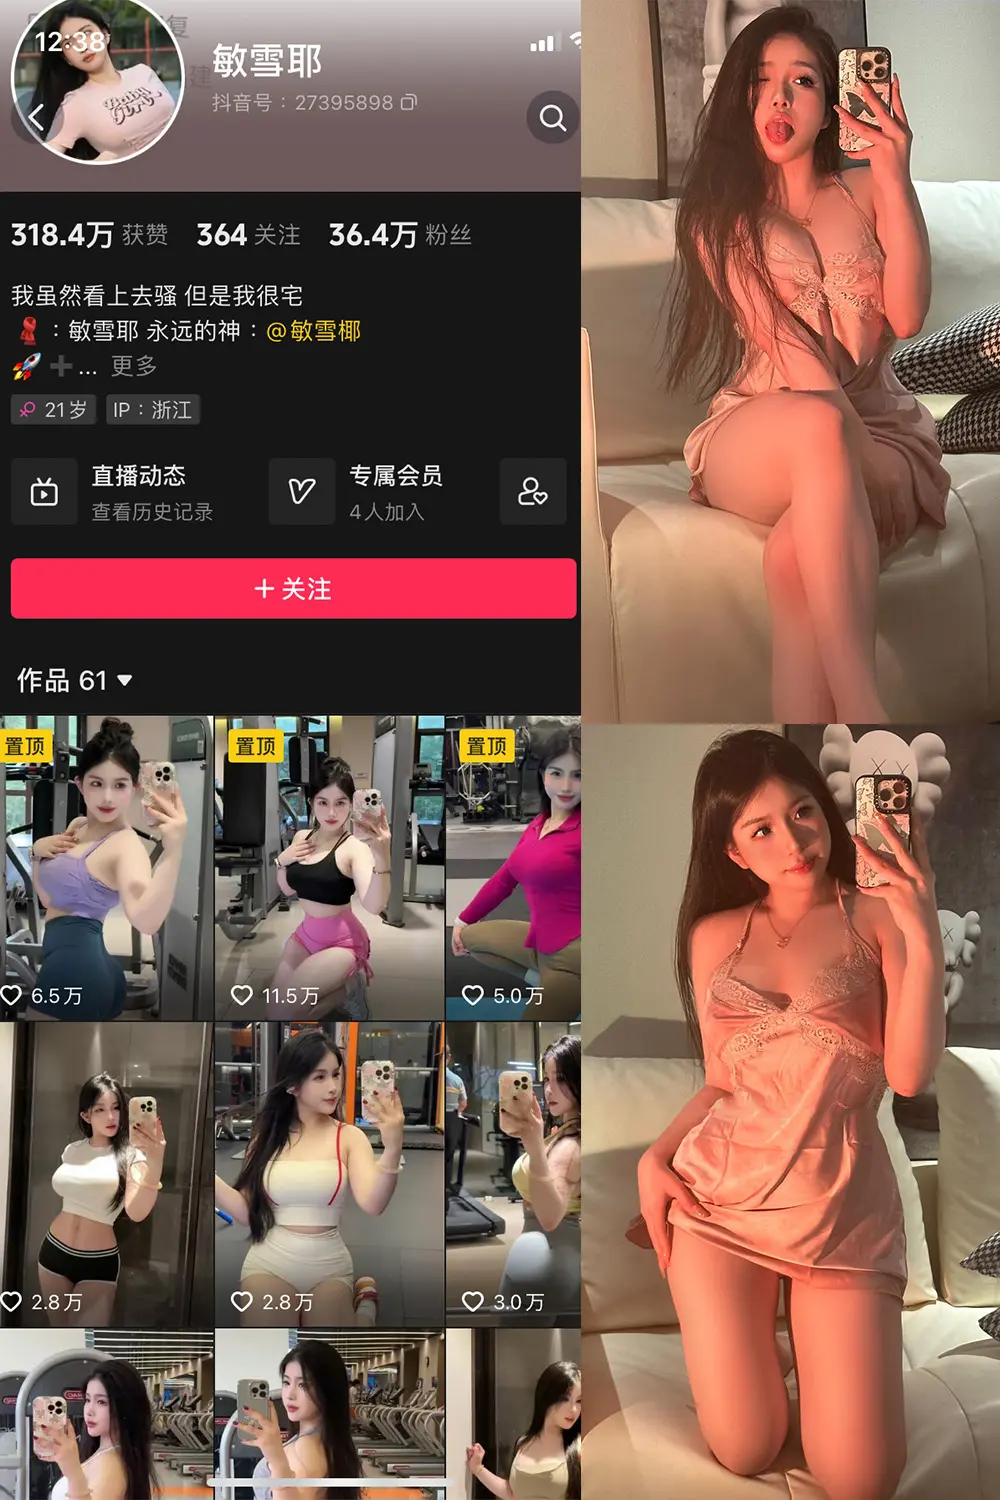 12:38
敏雪耶
抖音号：27395898
318.4万 获赞 364 关注 36.4万 粉丝
我虽然看上去骚 但是我很宅
：敏雪耶 永远的神：@敏雪椰
... 更多
21岁 IP：浙江
直播动态
查看历史记录
专属会员
4人加入
+ 关注
作品 61
置顶
置顶
置顶
6.5万
11.5万
5.0万
2.8万
2.8万
3.0万